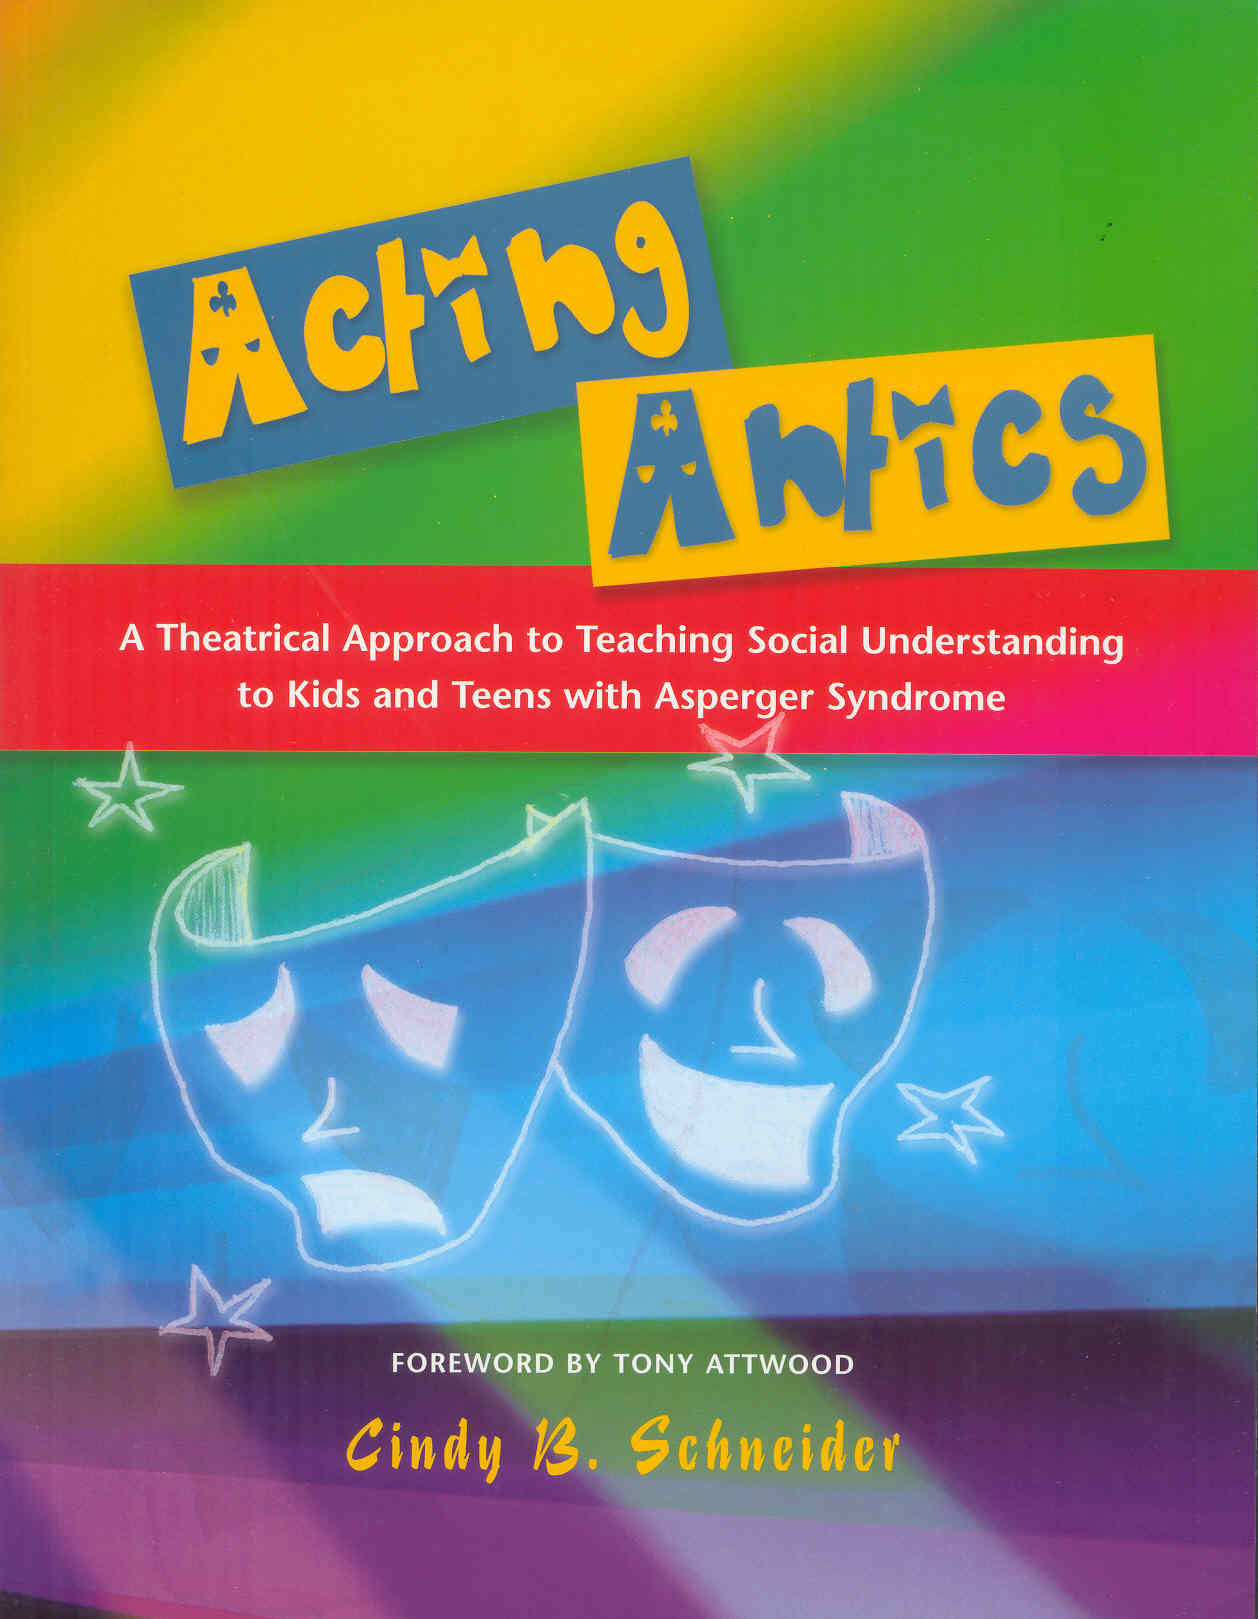 Acting
Antics
A Theatrical Approach to Teaching Social Understanding
to Kids and Teens with Asperger Syndrome
FOREWORD BY TONY ATTWOOD
Cindy B. Schneider